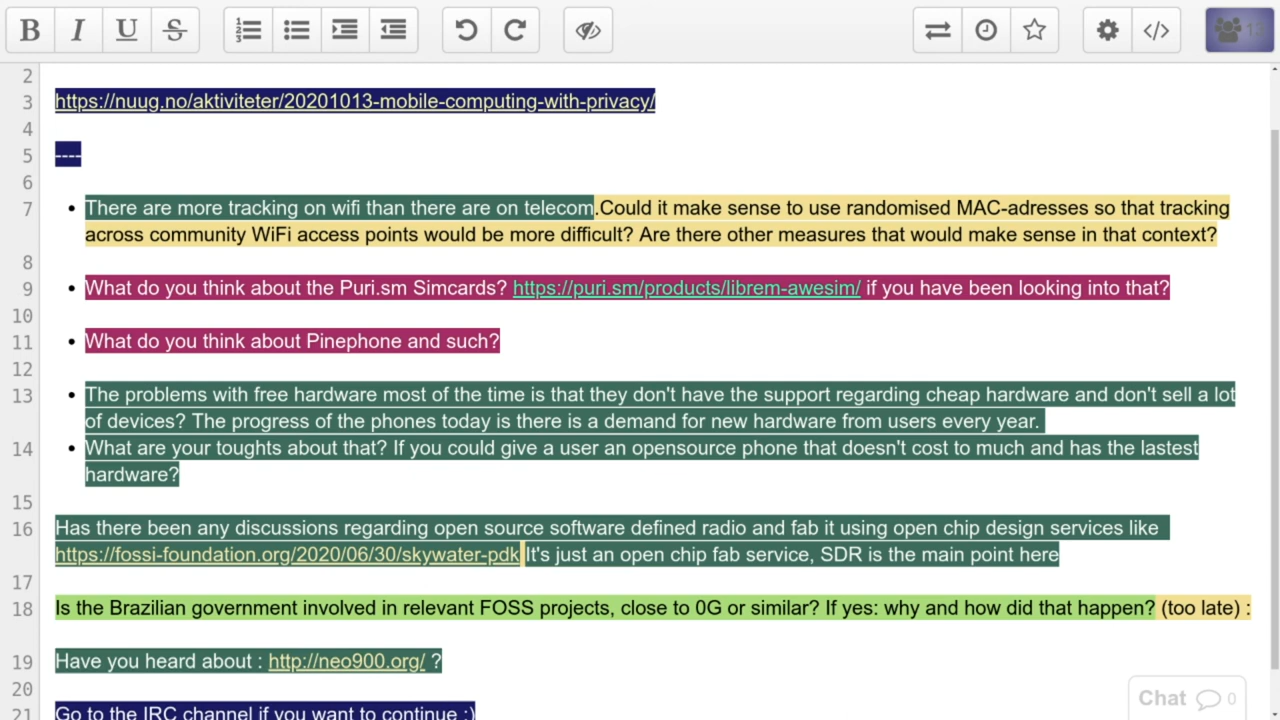 B I U S 13
2
3 https://nuug.no/aktiviteter/20201013-mobile-computing-with-privacy/
4
5 ----
6
7 • There are more tracking on wifi than there are on telecom.Could it make sense to use randomised MAC-adresses so that tracking
across community WiFi access points would be more difficult? Are there other measures that would make sense in that context?
8
9 • What do you think about the Puri.sm Simcards? https://puri.sm/products/librem-awesim/ if you have been looking into that?
10
11 • What do you think about Pinephone and such?
12
13 • The problems with free hardware most of the time is that they don't have the support regarding cheap hardware and don't sell a lot
of devices? The progress of the phones today is there is a demand for new hardware from users every year.
14 • What are your toughts about that? If you could give a user an opensource phone that doesn't cost to much and has the lastest
hardware?
15
16 Has there been any discussions regarding open source software defined radio and fab it using open chip design services like
https://fossi-foundation.org/2020/06/30/skywater-pdk It's just an open chip fab service, SDR is the main point here
17
18 Is the Brazilian government involved in relevant FOSS projects, close to 0G or similar? If yes: why and how did that happen? (too late) :
19 Have you heard about : http://neo900.org/ ?
20
21 Go to the IRC channel if you want to continue :)
Chat 0